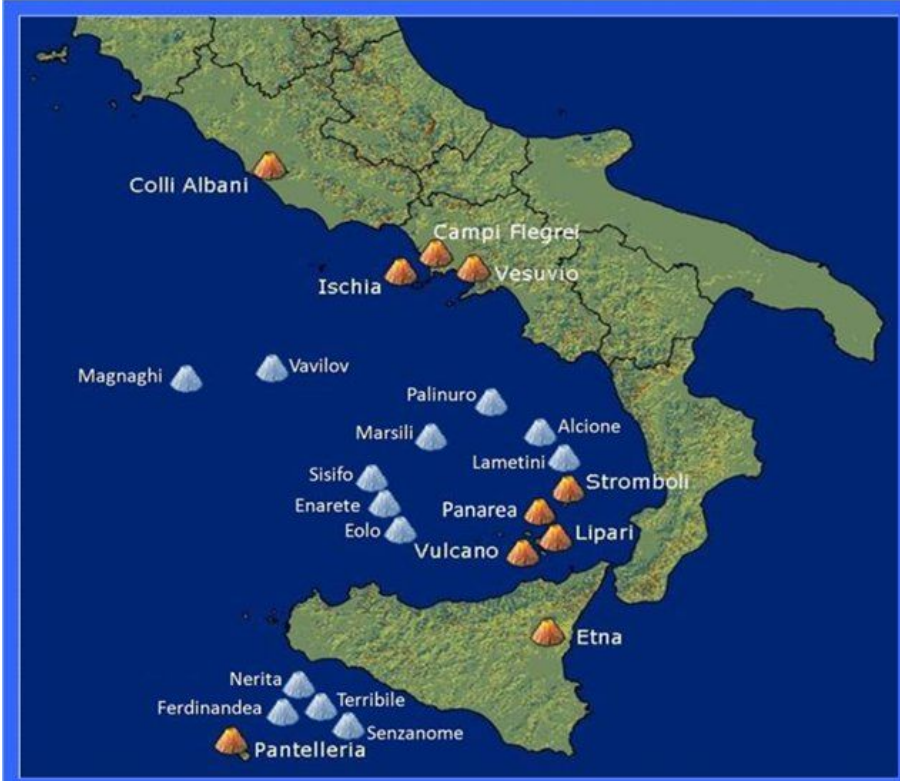 Colli Albani
Campi Flegrei
Vesuvio
Ischia
Magnaghi
Vavilov
Palinuro
Marsili
Alcione
Lametini
Sisifo
Stromboli
Enarete
Panarea
Eolo
Lipari
Vulcano
Etna
Nerita
Terribile
Ferdinandea
Senzanome
Pantelleria